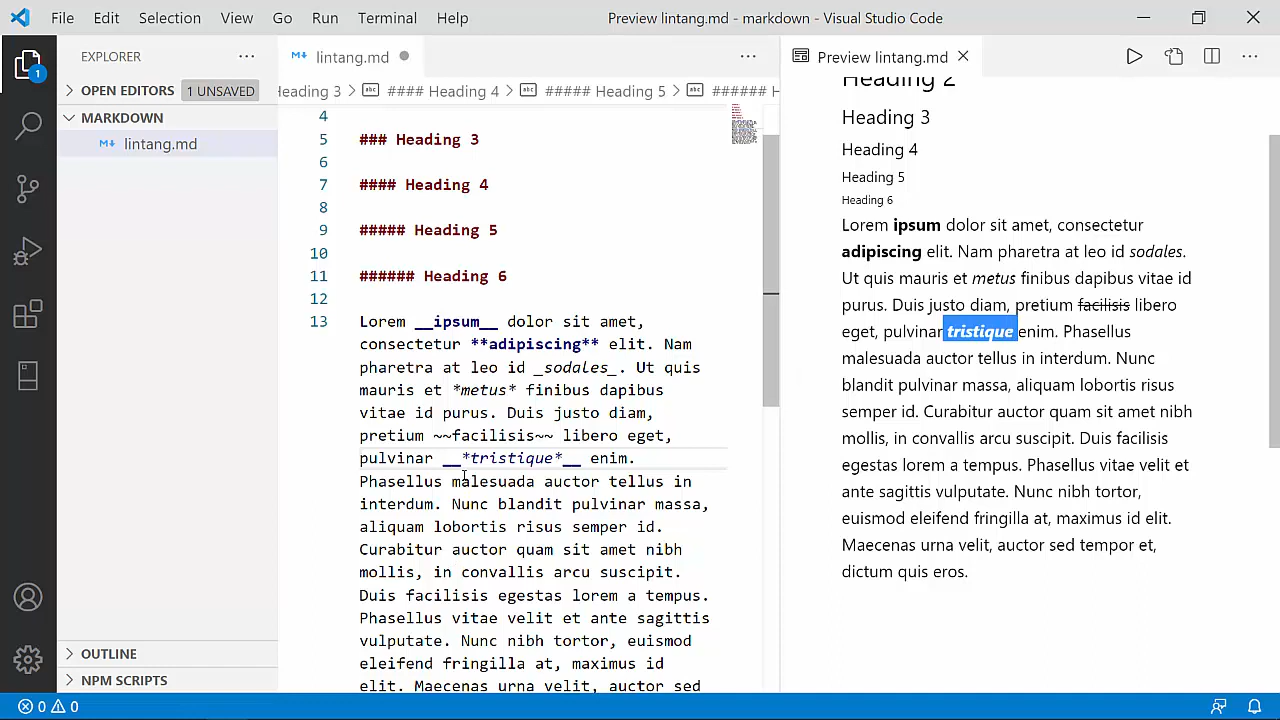 File Edit Selection View Go Run Terminal Help
Preview lintang.md - markdown - Visual Studio Code
EXPLORER
OPEN EDITORS 1 UNSAVED
MARKDOWN
lintang.md
OUTLINE
NPM SCRIPTS
1
lintang.md
Heading 3 > #### Heading 4 > ##### Heading 5 > ###### H
4
5 ### Heading 3
6
7 #### Heading 4
8
9 ##### Heading 5
10
11 ###### Heading 6
12
13 Lorem __ipsum__ dolor sit amet,
consectetur **adipiscing** elit. Nam
pharetra at leo id _sodales_. Ut quis
mauris et *metus* finibus dapibus
vitae id purus. Duis justo diam,
pretium ~~facilisis~~ libero eget,
pulvinar __*tristique*__ enim.
Phasellus malesuada auctor tellus in
interdum. Nunc blandit pulvinar massa,
aliquam lobortis risus semper id.
Curabitur auctor quam sit amet nibh
mollis, in convallis arcu suscipit.
Duis facilisis egestas lorem a tempus.
Phasellus vitae velit et ante sagittis
vulputate. Nunc nibh tortor, euismod
eleifend fringilla at, maximus id
elit. Maecenas urna velit, auctor sed
Preview lintang.md
Heading 2
Heading 3
Heading 4
Heading 5
Heading 6
Lorem ipsum dolor sit amet, consectetur
adipiscing elit. Nam pharetra at leo id sodales.
Ut quis mauris et metus finibus dapibus vitae id
purus. Duis justo diam, pretium facilisis libero
eget, pulvinar tristique enim. Phasellus
malesuada auctor tellus in interdum. Nunc
blandit pulvinar massa, aliquam lobortis risus
semper id. Curabitur auctor quam sit amet nibh
mollis, in convallis arcu suscipit. Duis facilisis
egestas lorem a tempus. Phasellus vitae velit et
ante sagittis vulputate. Nunc nibh tortor,
euismod eleifend fringilla at, maximus id elit.
Maecenas urna velit, auctor sed tempor et,
dictum quis eros.
0 0